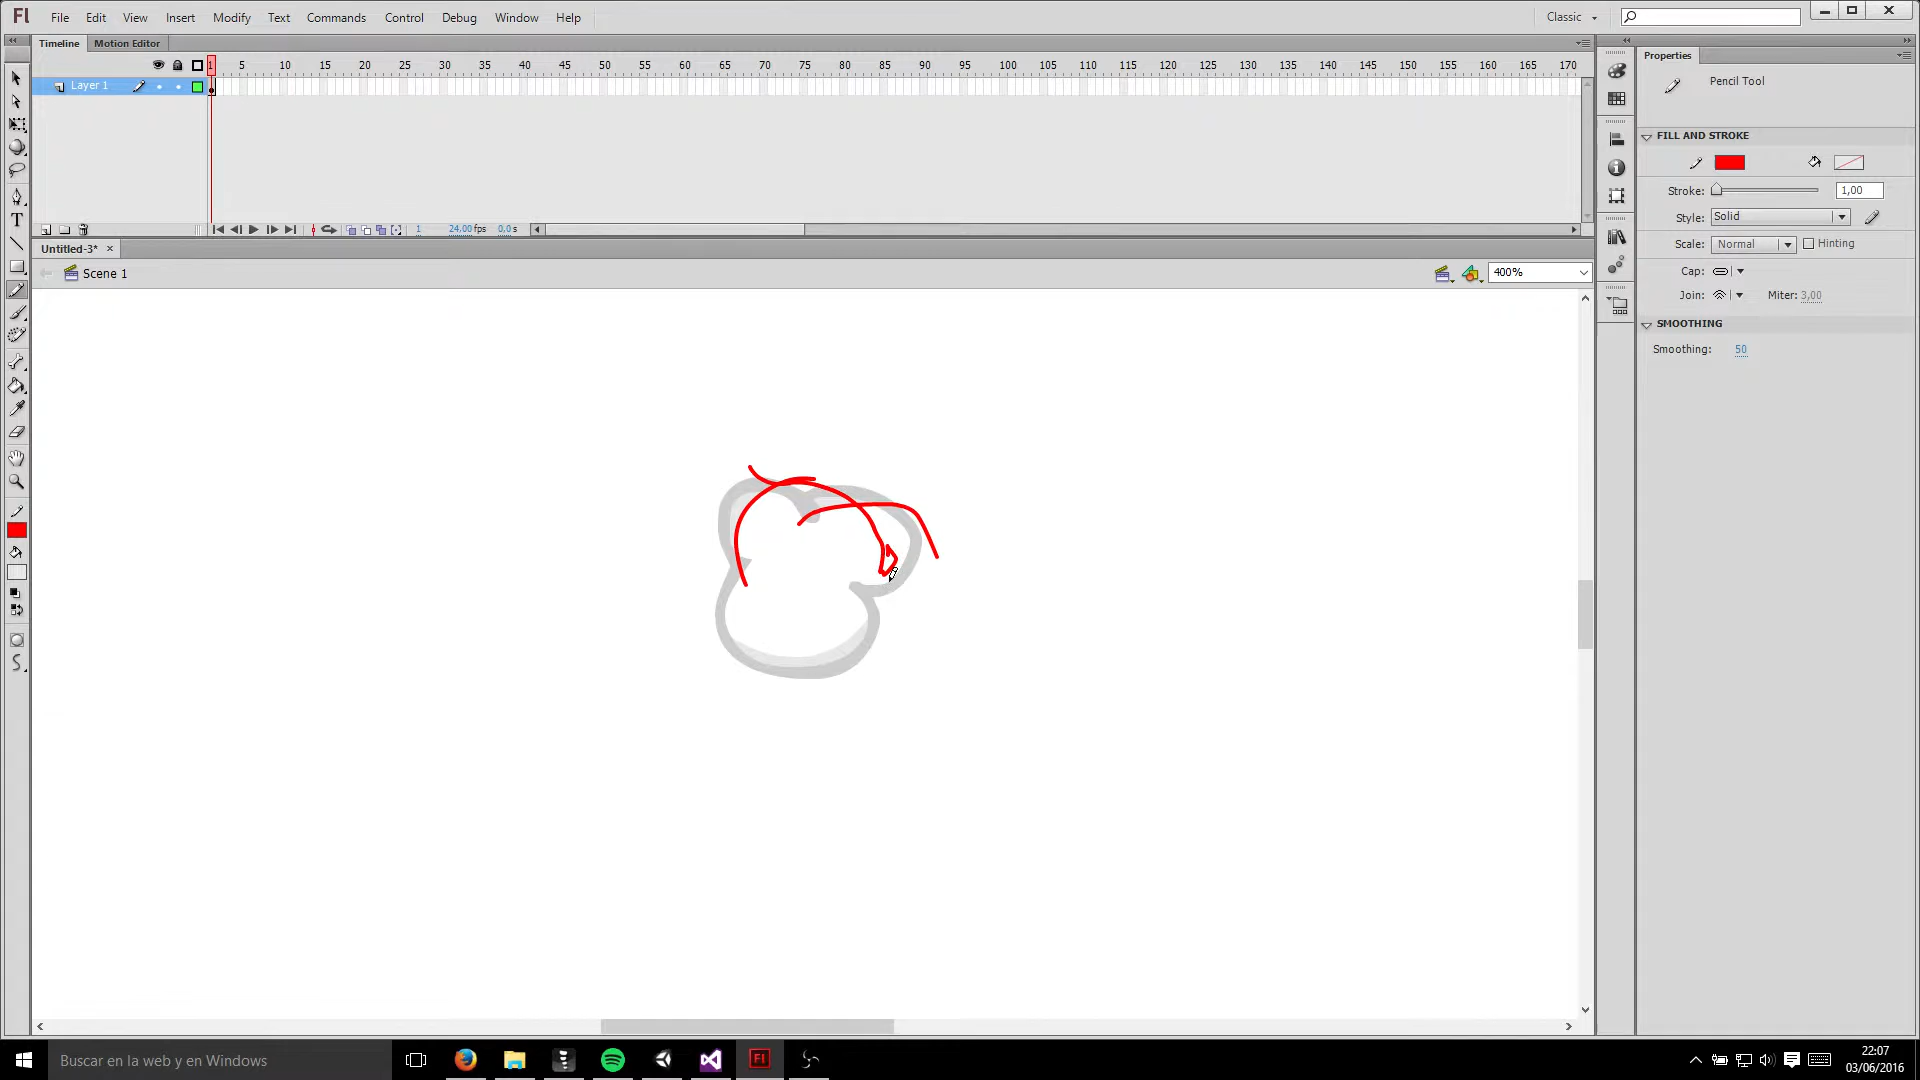 Fl File Edit View Insert Modify Text Commands Control Debug Window Help Classic
Timeline Motion Editor
Properties
1 5 10 15 20 25 30 35 40 45 50 55 60 65 70 75 80 85 90 95 100 105 110 115 120 125 130 135 140 145 150 155 160 165 170
Layer 1
Pencil Tool
FILL AND STROKE
Stroke: 1,00
Style: Solid
Scale: Normal Hinting
Cap:
Join: Miter: 3,00
SMOOTHING
Smoothing: 50
1 24.00 fps 0.0 s
Untitled-3*
Scene 1
400%
T
Buscar en la web y en Windows
Fl
22:07
03/06/2016